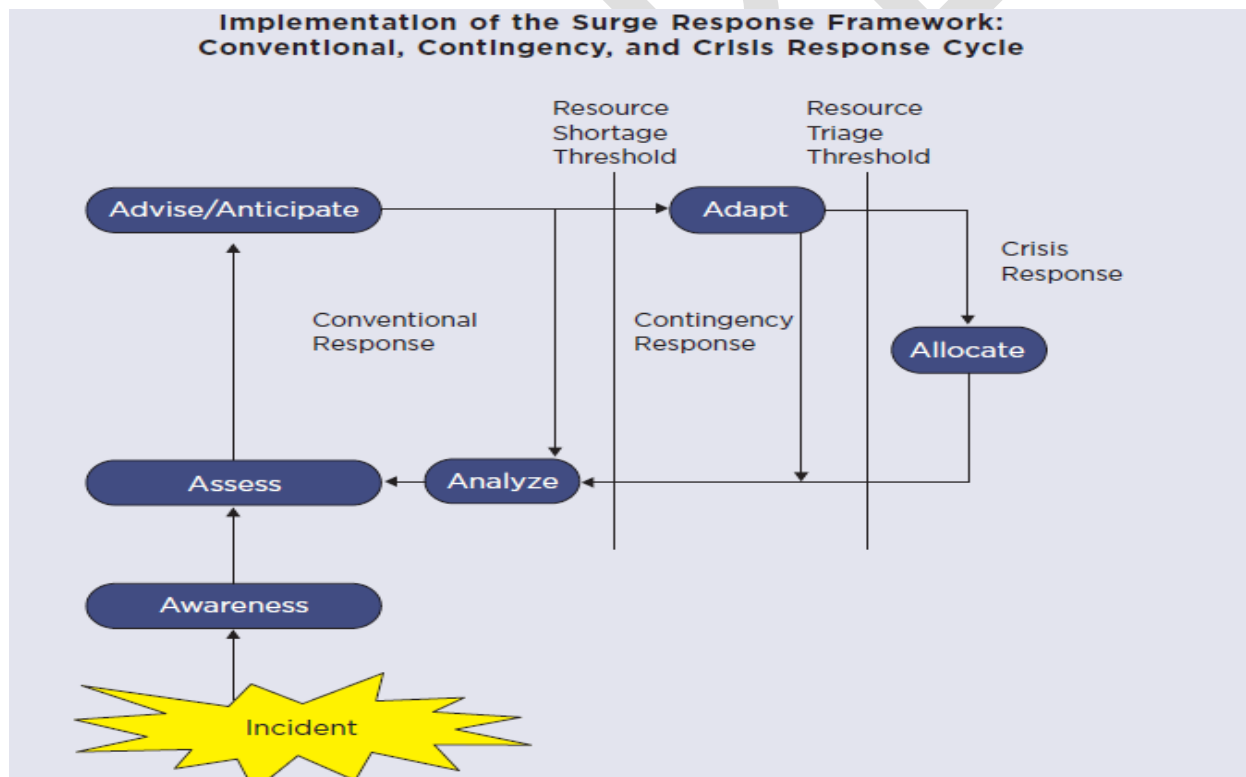 Implementation of the Surge Response Framework:
Conventional, Contingency, and Crisis Response Cycle
Resource
Shortage
Threshold
Resource
Triage
Threshold
Advise/Anticipate
Adapt
Crisis
Response
Conventional
Response
Contingency
Response
Allocate
Assess
Analyze
Awareness
Incident